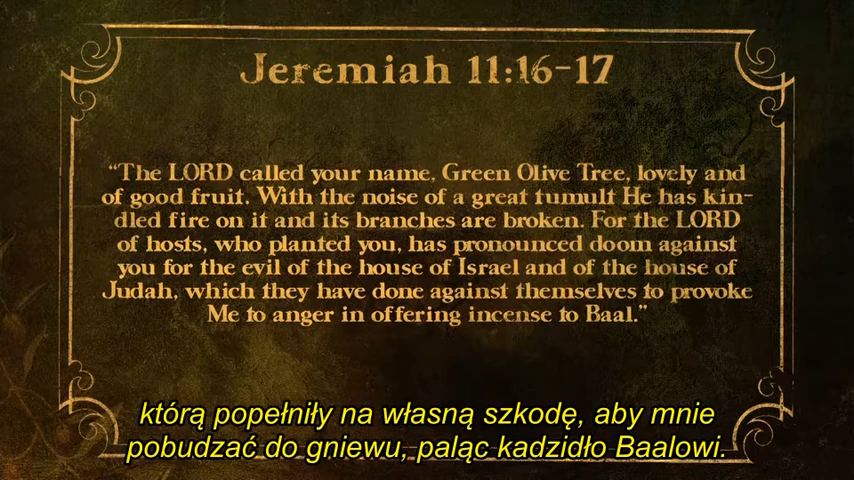 Jeremiah 11:16-17
"The LORD called your name, Green Olive Tree, lovely and
of good fruit. With the noise of a great tumult He has kin-
dled fire on it and its branches are broken. For the LORD
of hosts, who planted you, has pronounced doom against
you for the evil of the house of Israel and of the house of
Judah, which they have done against themselves to provoke
Me to anger in offering incense to Baal."
którą popełniły na własną szkodę, aby mnie
pobudzać do gniewu, paląc kadzidło Baalowi.